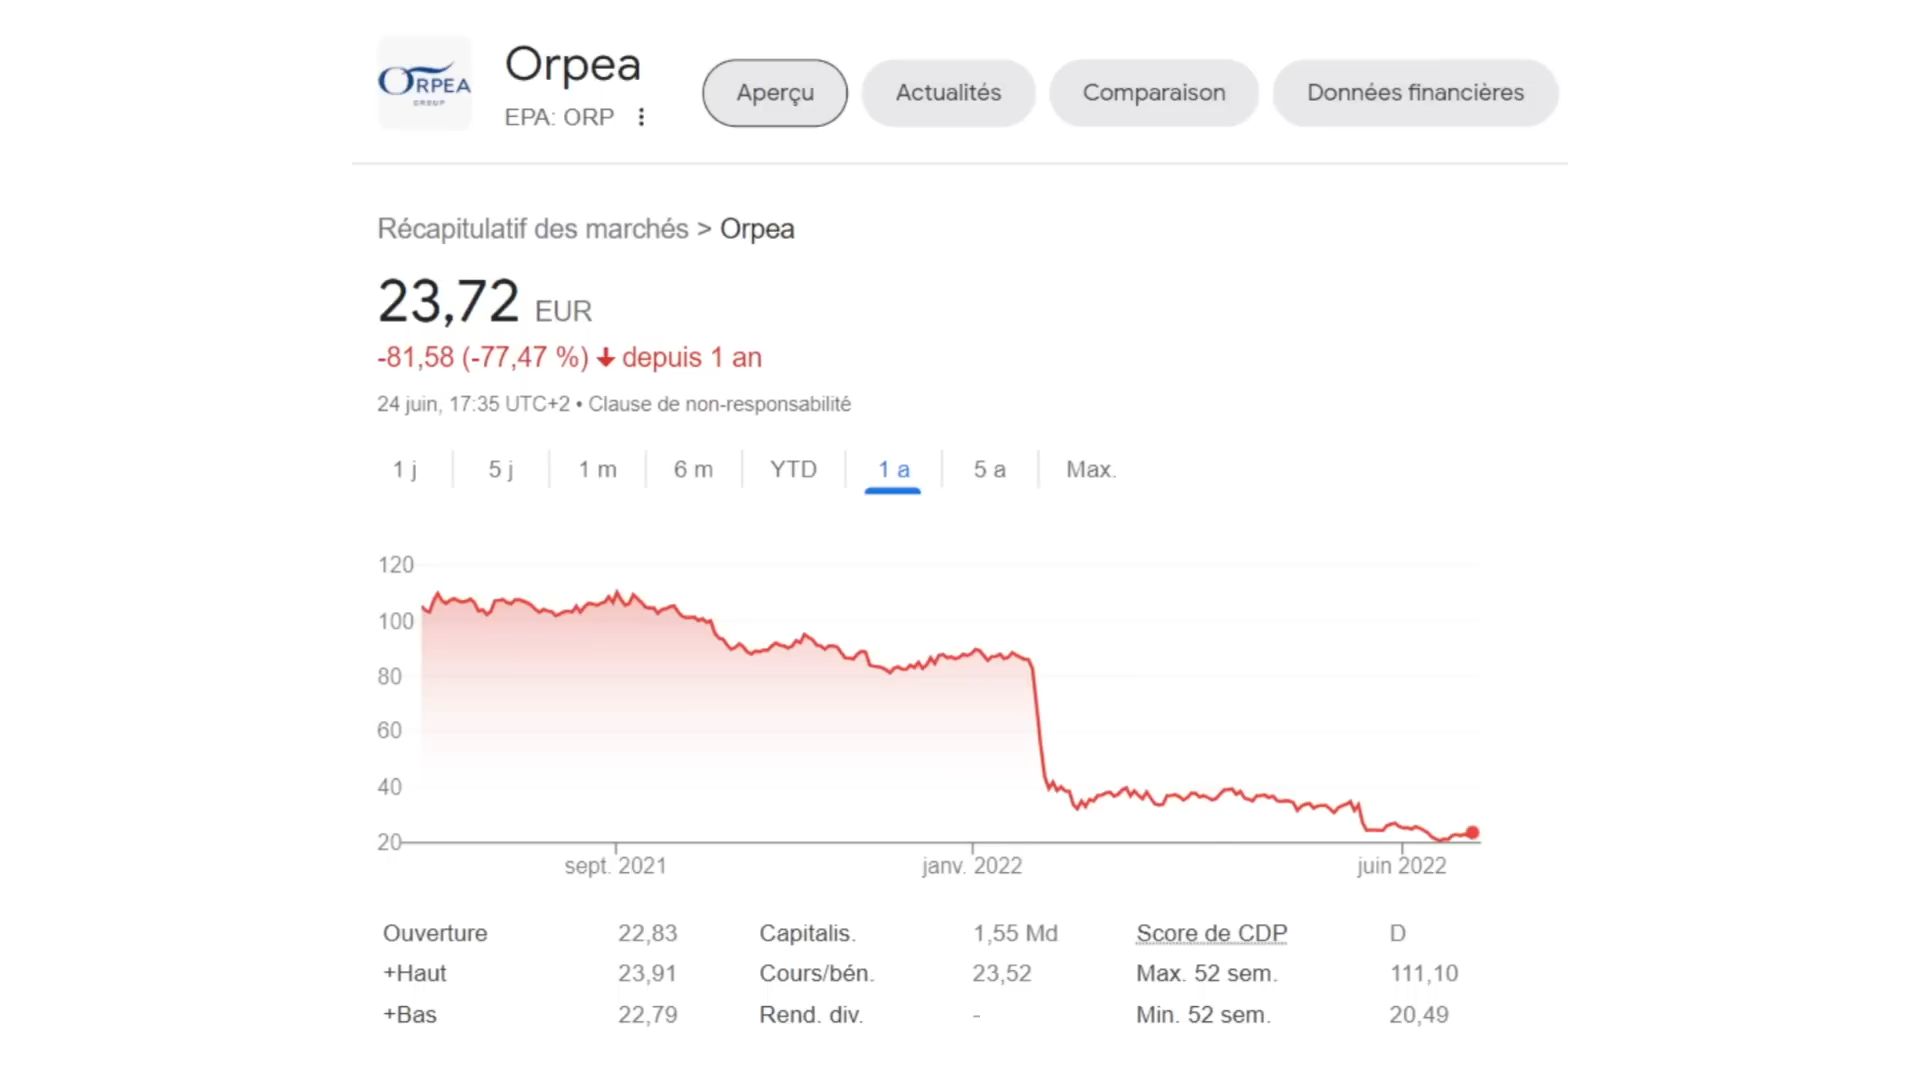 ORPEA
GROUP
Orpea
EPA: ORP
Aperçu
Actualités
Comparaison
Données financières
Récapitulatif des marchés > Orpea
23,72 EUR
-81,58 (-77,47 %) ↓ depuis 1 an
24 juin, 17:35 UTC+2 • Clause de non-responsabilité
1 j 5 j 1 m 6 m YTD 1 a 5 a Max.
120
100
80
60
40
20
sept. 2021 janv. 2022 juin 2022
Ouverture 22,83 Capitalis. 1,55 Md Score de CDP D
+Haut 23,91 Cours/bén. 23,52 Max. 52 sem. 111,10
+Bas 22,79 Rend. div. - Min. 52 sem. 20,49